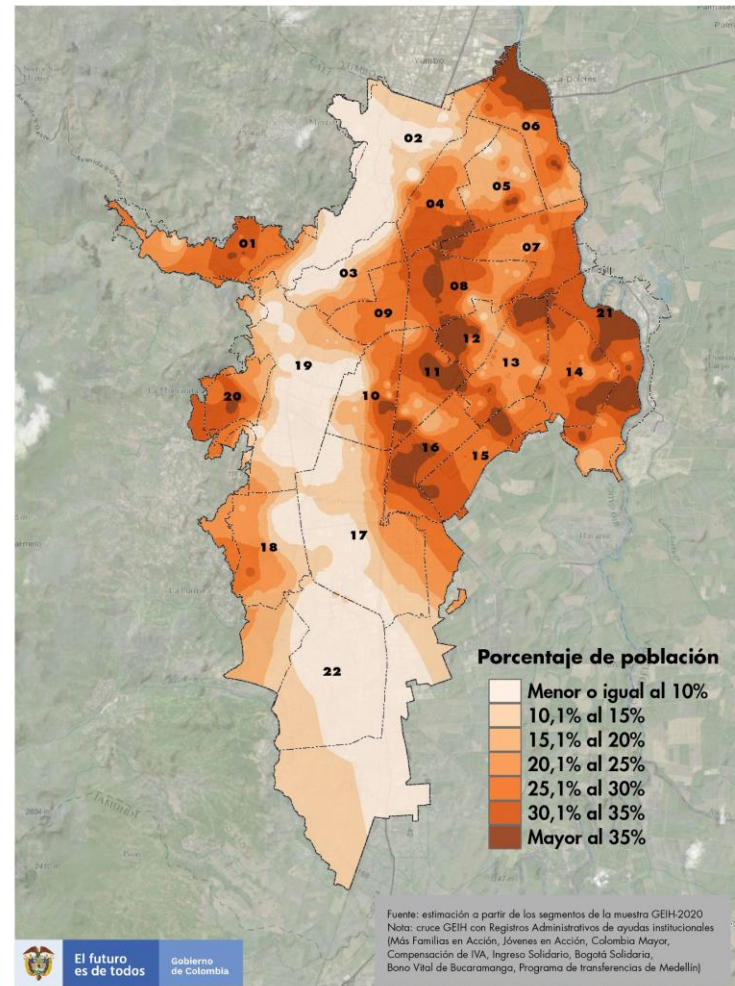 Yumbo
La Dolores
02
06
05
04
07
01
03
08
21
09
12
19
11
13
14
20
10
16
15
17
18
22
Porcentaje de población
Menor o igual al 10%
10,1% al 15%
15,1% al 20%
20,1% al 25%
25,1% al 30%
30,1% al 35%
Mayor al 35%
Fuente: estimación a partir de los segmentos de la muestra GEIH-2020
Nota: cruce GEIH con Registros Administrativos de ayudas institucionales
(Más Familias en Acción, Jóvenes en Acción, Colombia Mayor,
Compensación de IVA, Ingreso Solidario, Bogotá Solidaria,
Bono Vital de Bucaramanga, Programa de transferencias de Medellín)
El futuro
es de todos
Gobierno
de Colombia